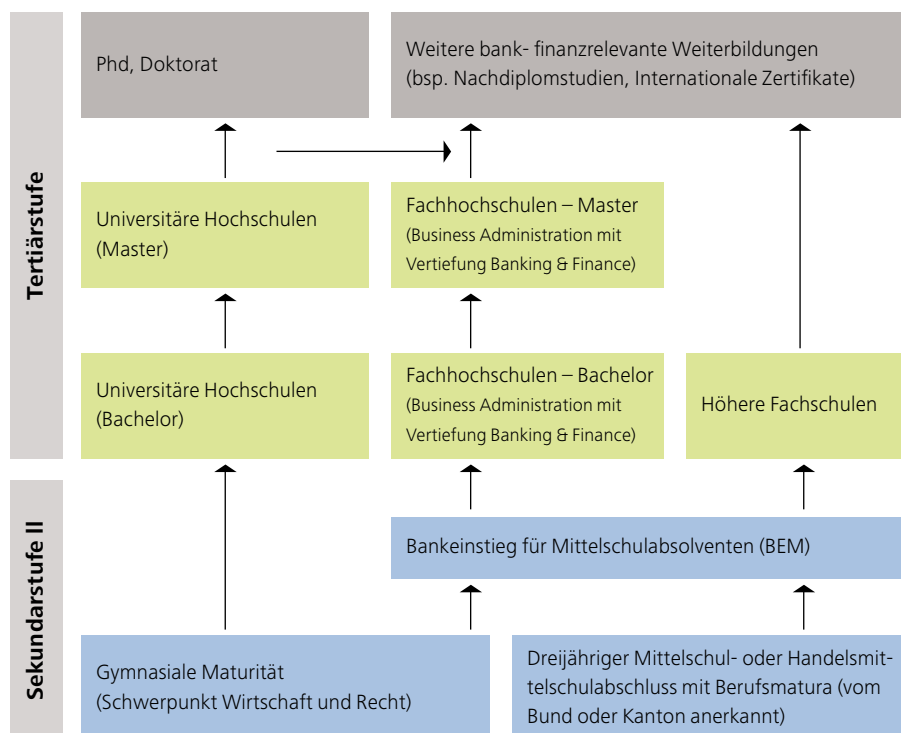 Phd, Doktorat
Weitere bank- finanzrelevante Weiterbildungen
(bsp. Nachdiplomstudien, Internationale Zertifikate)
Tertiärstufe
Universitäre Hochschulen
(Master)
Fachhochschulen – Master
(Business Administration mit
Vertiefung Banking & Finance)
Universitäre Hochschulen
(Bachelor)
Fachhochschulen – Bachelor
(Business Administration mit
Vertiefung Banking & Finance)
Höhere Fachschulen
Sekundarstufe II
Bankeinstieg für Mittelschulabsolventen (BEM)
Gymnasiale Maturität
(Schwerpunkt Wirtschaft und Recht)
Dreijähriger Mittelschul- oder Handelsmit-
telschulabschluss mit Berufsmatura (vom
Bund oder Kanton anerkannt)